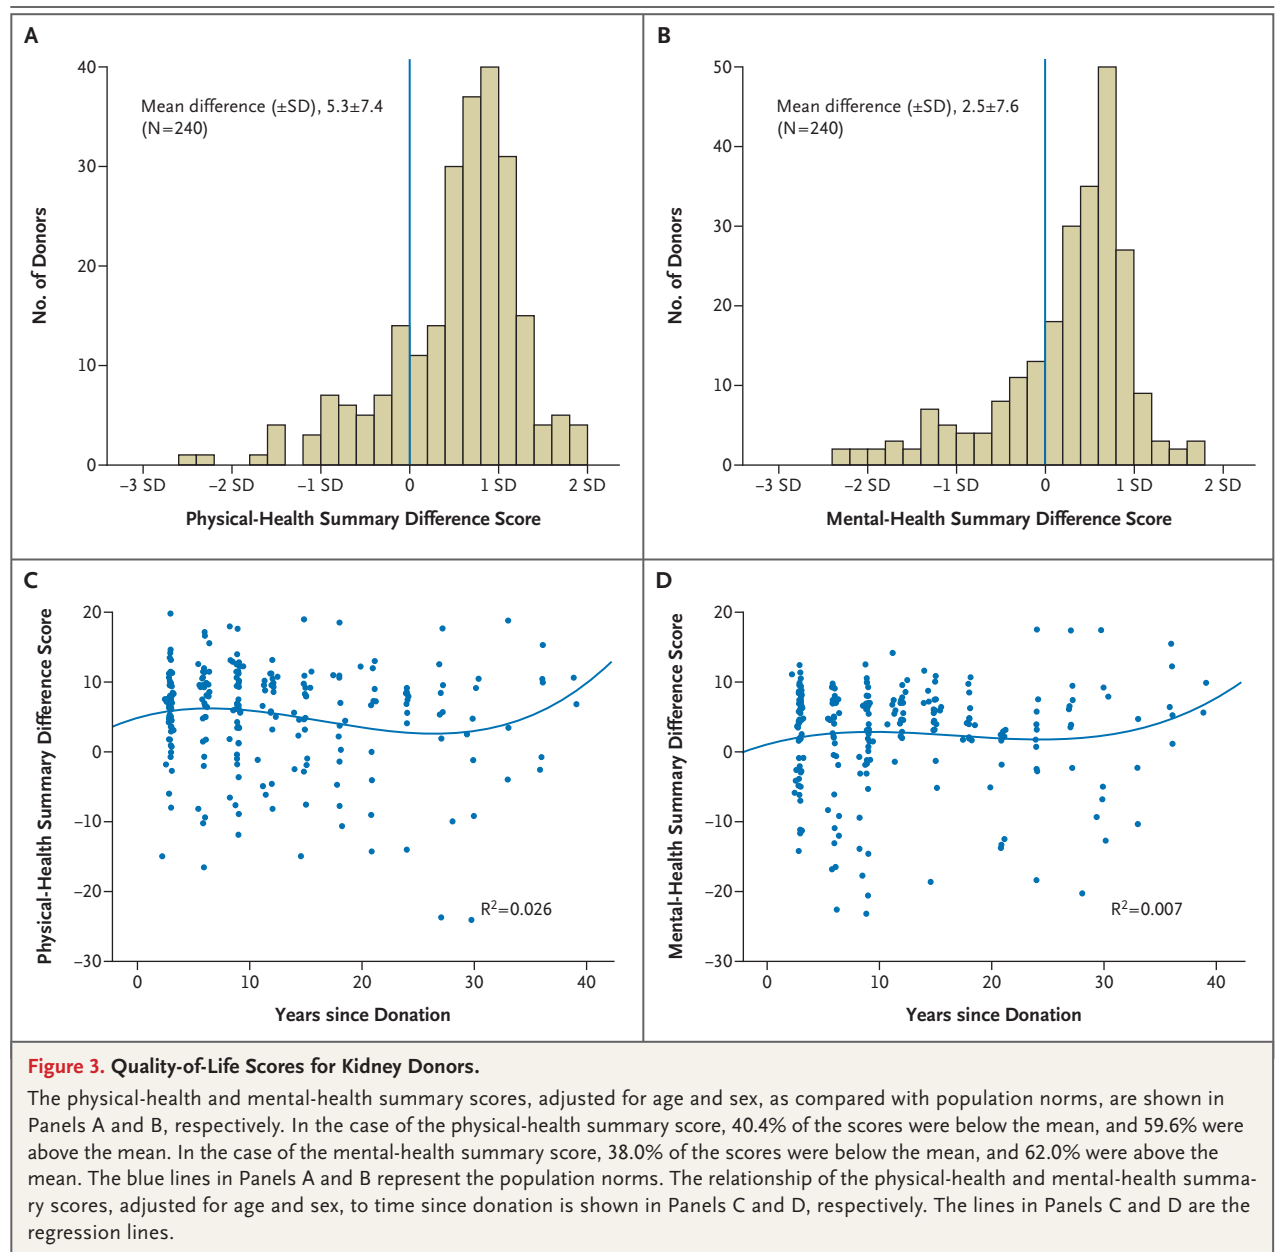 A
40
30
20
10
0
No. of Donors
Mean difference (±SD), 5.3±7.4
(N=240)
−3 SD −2 SD −1 SD 0 1 SD 2 SD
Physical-Health Summary Difference Score
B
50
40
30
20
10
0
No. of Donors
Mean difference (±SD), 2.5±7.6
(N=240)
−3 SD −2 SD −1 SD 0 1 SD 2 SD
Mental-Health Summary Difference Score
C
20
10
0
−10
−20
−30
Physical-Health Summary Difference Score
R²=0.026
0 10 20 30 40
Years since Donation
D
20
10
0
−10
−20
−30
Mental-Health Summary Difference Score
R²=0.007
0 10 20 30 40
Years since Donation
Figure 3. Quality-of-Life Scores for Kidney Donors.
The physical-health and mental-health summary scores, adjusted for age and sex, as compared with population norms, are shown in
Panels A and B, respectively. In the case of the physical-health summary score, 40.4% of the scores were below the mean, and 59.6% were
above the mean. In the case of the mental-health summary score, 38.0% of the scores were below the mean, and 62.0% were above the
mean. The blue lines in Panels A and B represent the population norms. The relationship of the physical-health and mental-health summa-
ry scores, adjusted for age and sex, to time since donation is shown in Panels C and D, respectively. The lines in Panels C and D are the
regression lines.